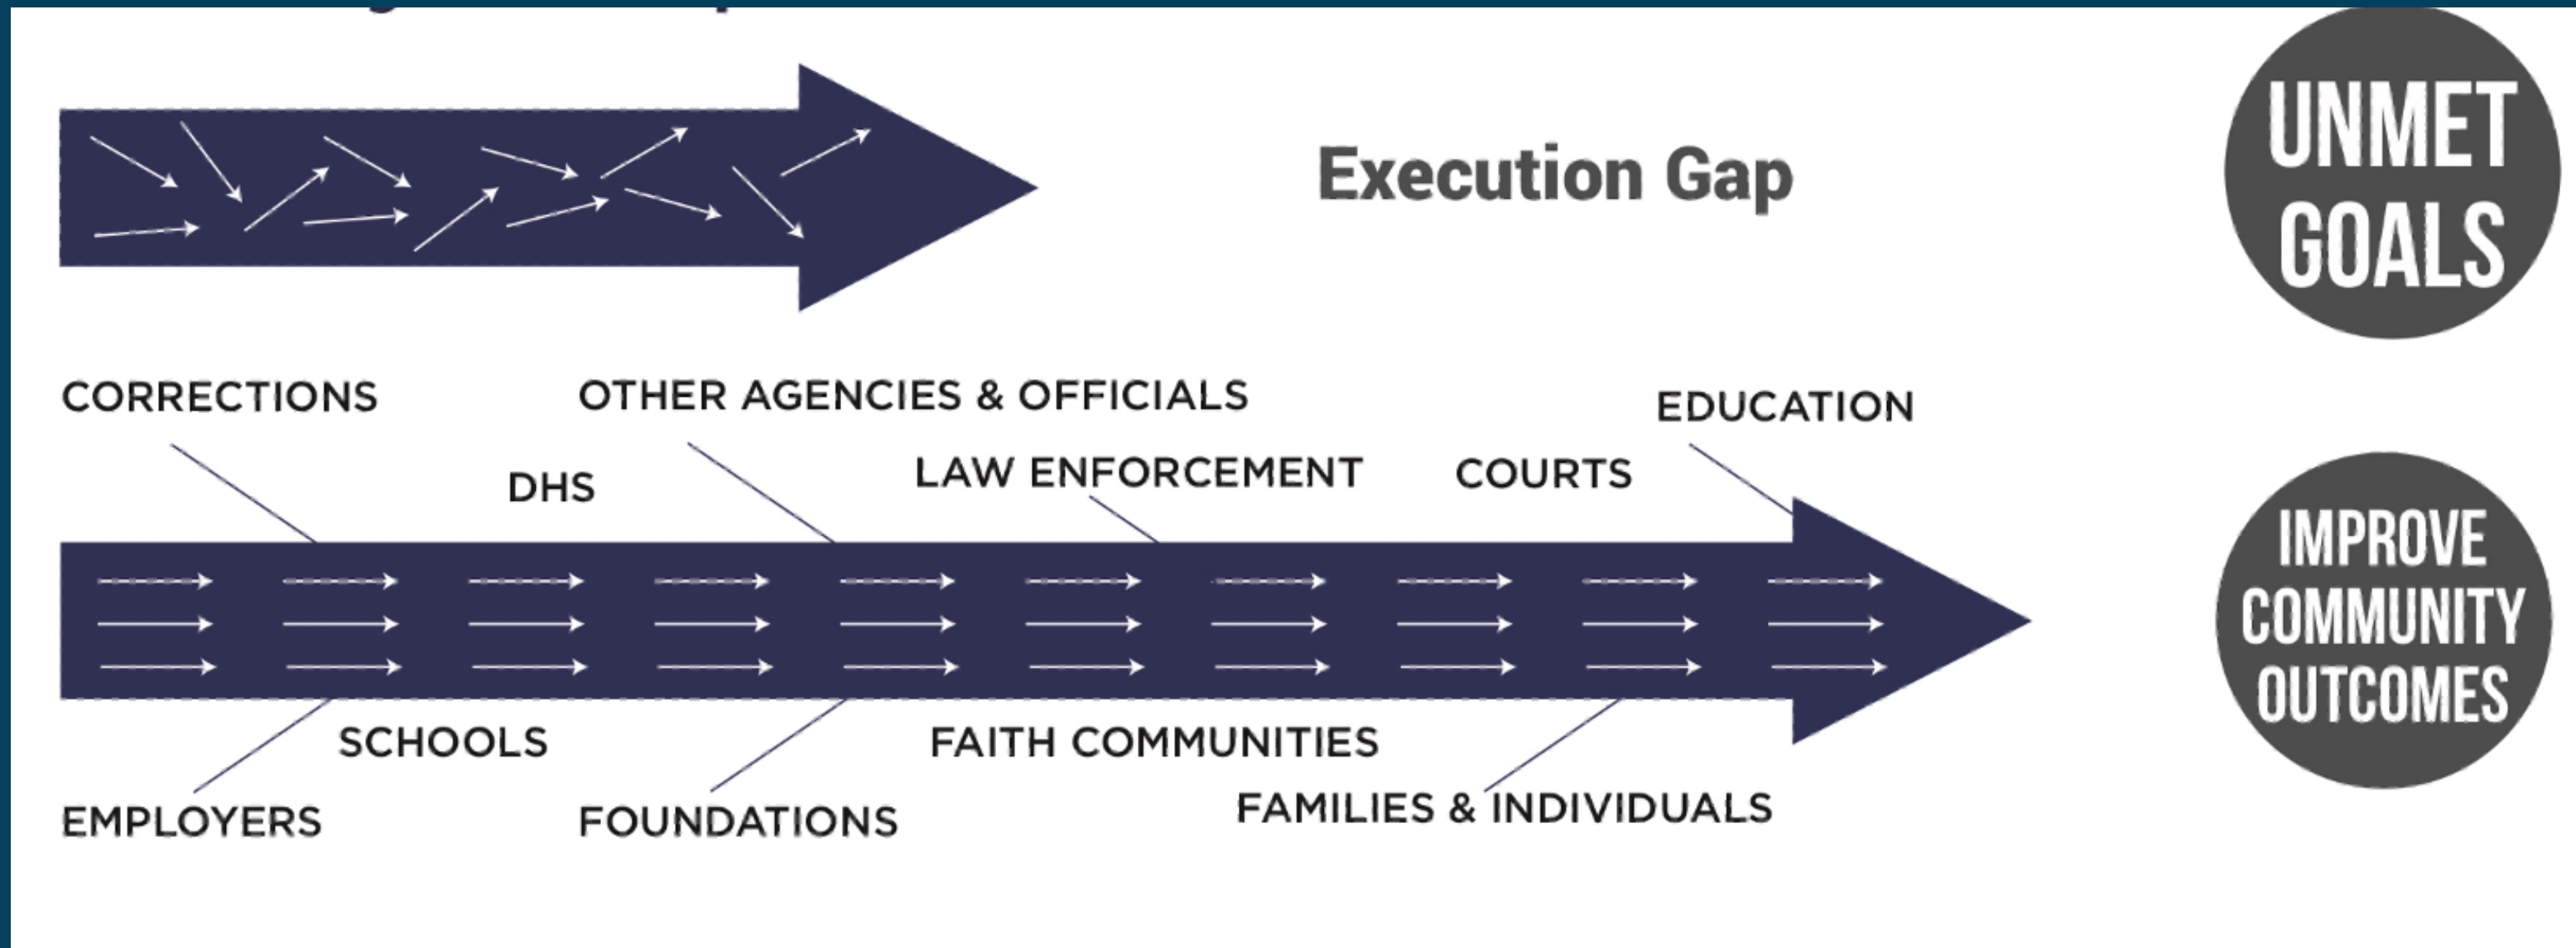 Execution Gap
UNMET
GOALS
CORRECTIONS
OTHER AGENCIES & OFFICIALS
EDUCATION
DHS
LAW ENFORCEMENT
COURTS
IMPROVE
COMMUNITY
OUTCOMES
SCHOOLS
FAITH COMMUNITIES
EMPLOYERS
FOUNDATIONS
FAMILIES & INDIVIDUALS